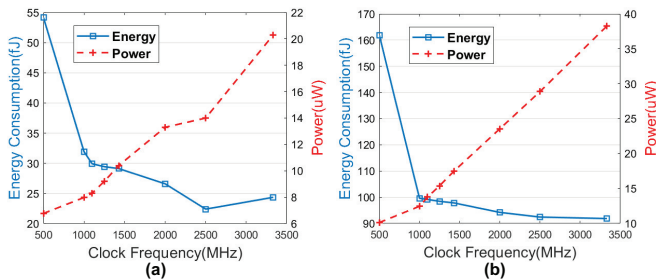 Energy Consumption(fJ)
55
50
45
40
35
30
25
20
Energy
Power
22
20
18
16
14
12
10
8
6
Power(uW)
500 1000 1500 2000 2500 3000 3500
Clock Frequency(MHz)
(a)
Energy Consumption(fJ)
170
160
150
140
130
120
110
100
90
Energy
Power
40
35
30
25
20
15
10
Power(uW)
500 1000 1500 2000 2500 3000 3500
Clock Frequency(MHz)
(b)